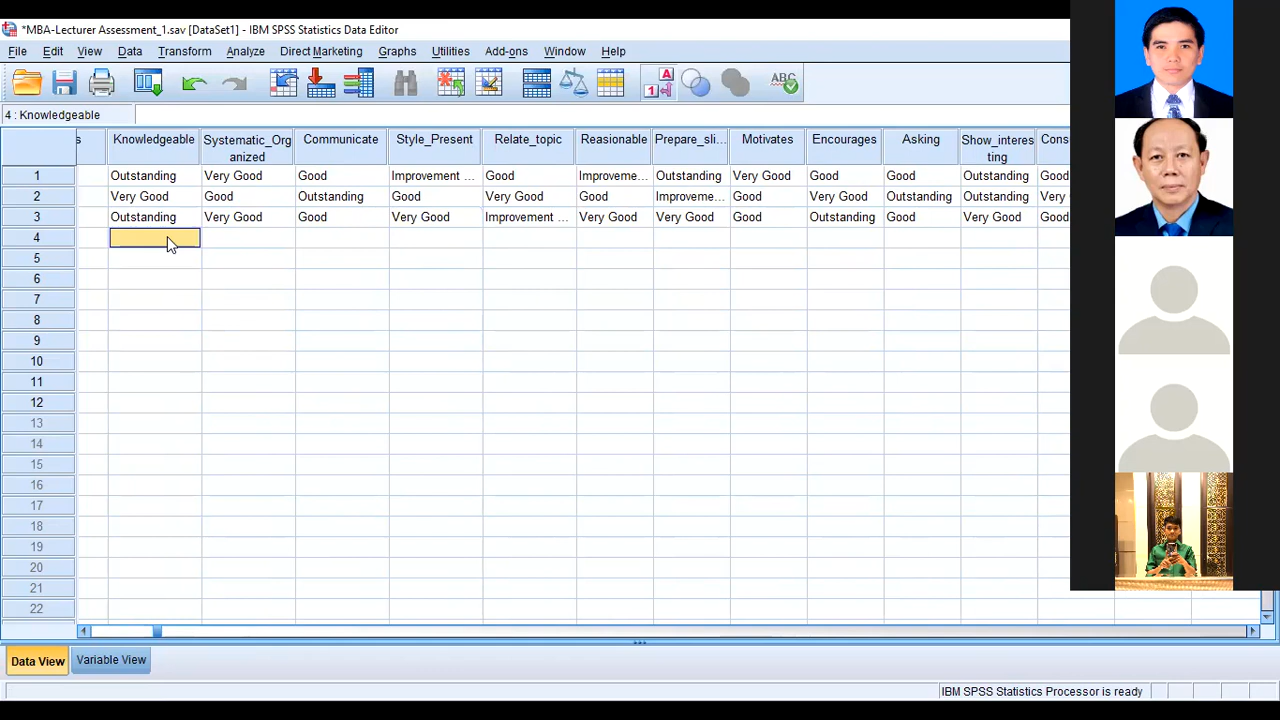 *MBA-Lecturer Assessment_1.sav [DataSet1] - IBM SPSS Statistics Data Editor
File Edit View Data Transform Analyze Direct Marketing Graphs Utilities Add-ons Window Help
4 : Knowledgeable
s Knowledgeable Systematic_Organized Communicate Style_Present Relate_topic Reasonable Prepare_sli... Motivates Encourages Asking Show_interesting Cons
1 Outstanding Very Good Good Improvement ... Good Improveme... Outstanding Very Good Good Good Outstanding Good
2 Very Good Good Outstanding Good Very Good Good Improveme... Good Very Good Outstanding Outstanding Very
3 Outstanding Very Good Good Very Good Improvement ... Very Good Very Good Good Outstanding Good Very Good Good
4
5
6
7
8
9
10
11
12
13
14
15
16
17
18
19
20
21
22
Data View Variable View
IBM SPSS Statistics Processor is ready